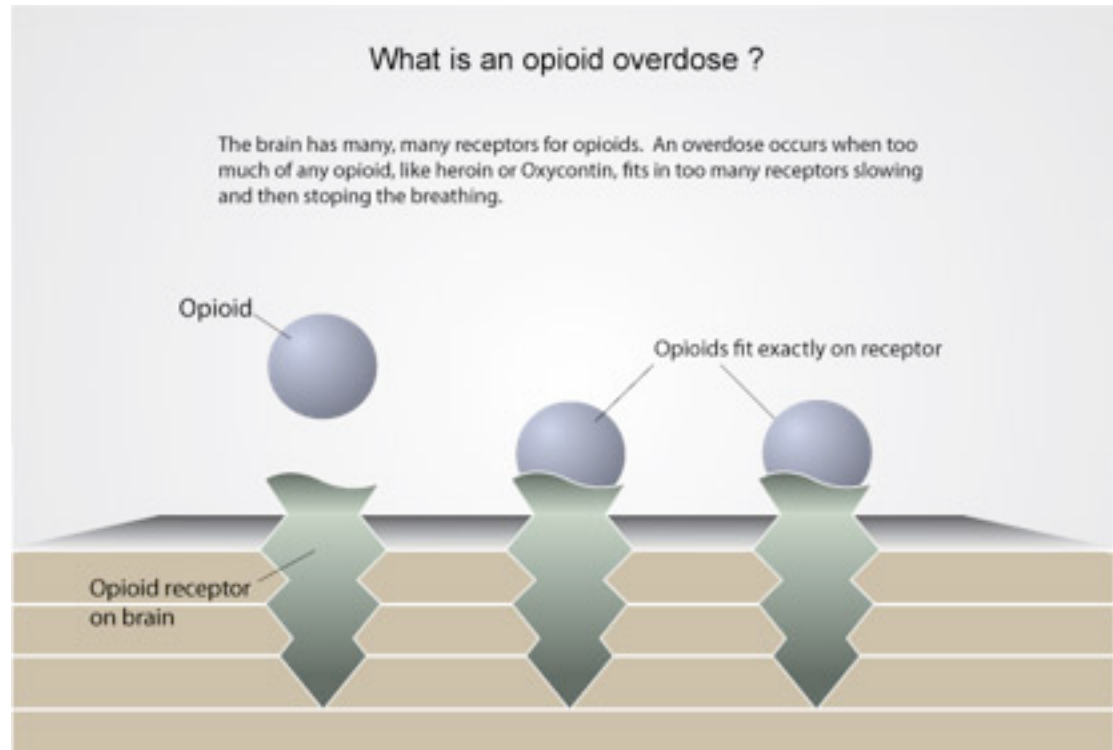 What is an opioid overdose ?
The brain has many, many receptors for opioids. An overdose occurs when too
much of any opioid, like heroin or Oxycontin, fits in too many receptors slowing
and then stoping the breathing.
Opioid
Opioids fit exactly on receptor
Opioid receptor
on brain